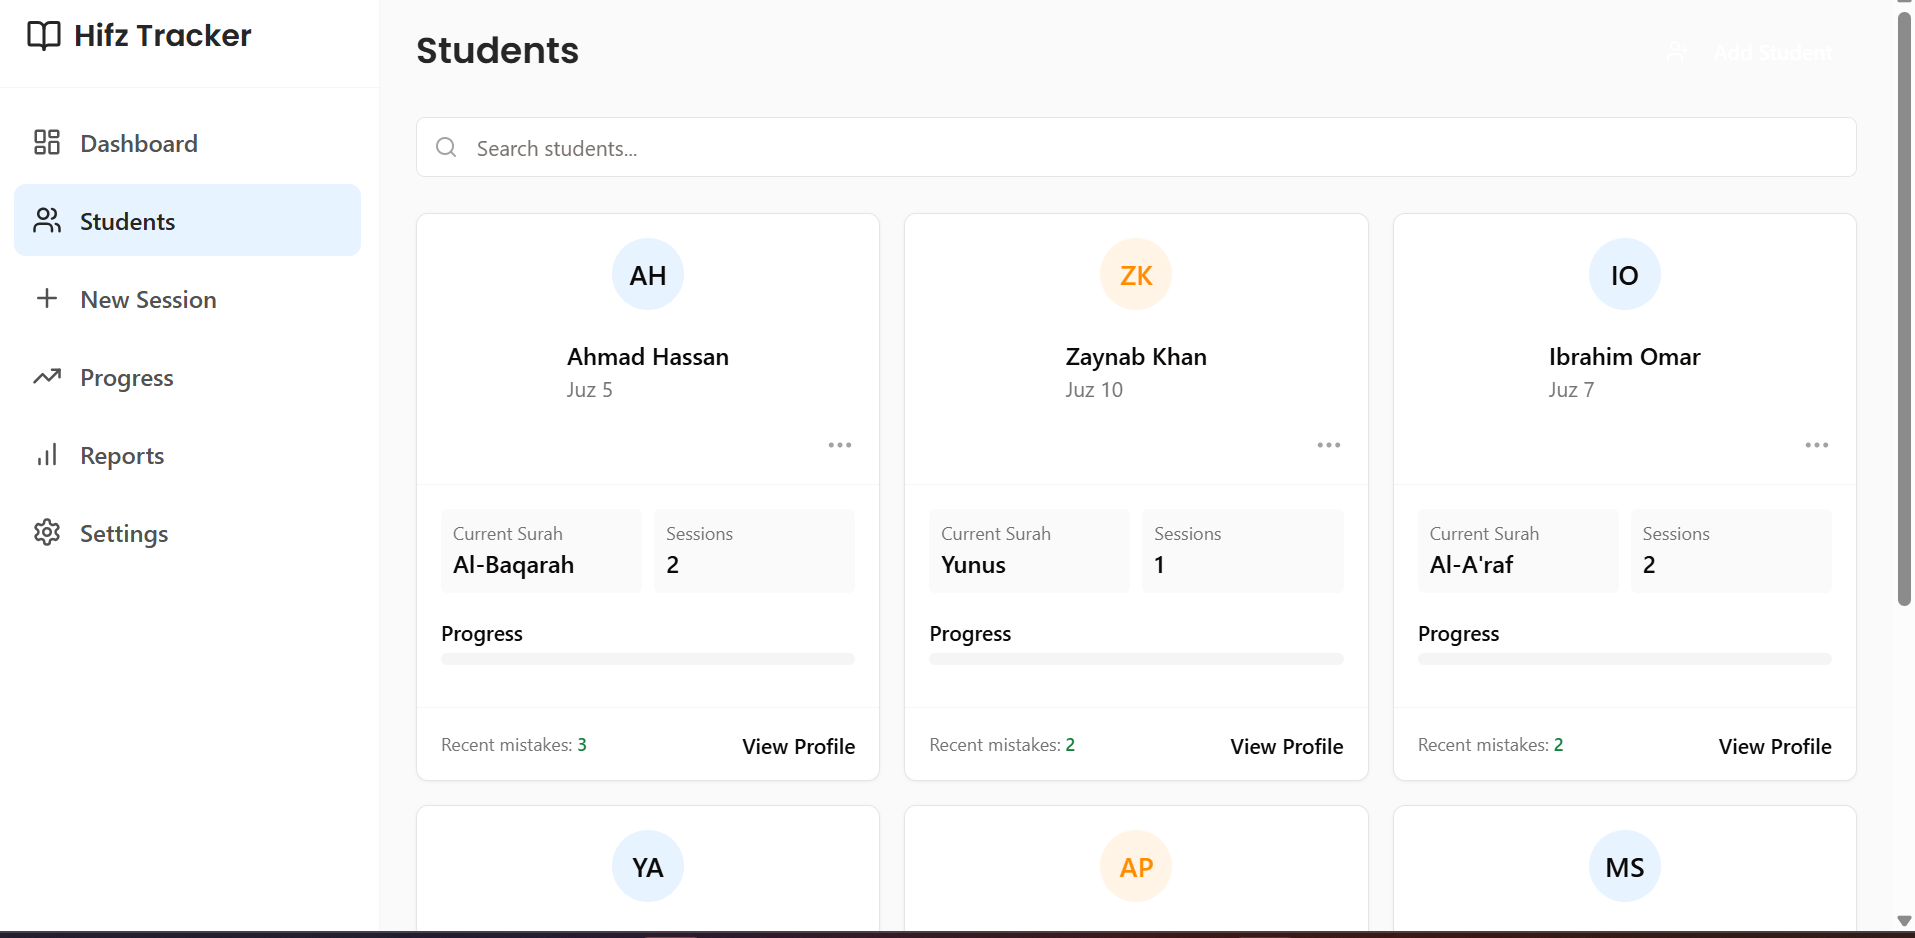 Hifz Tracker
Dashboard
Students
New Session
Progress
Reports
Settings
Students
Add Student
Search students...
AH
Ahmad Hassan
Juz 5
Current Surah
Al-Baqarah
Sessions
2
Progress
Recent mistakes: 3
View Profile
ZK
Zaynab Khan
Juz 10
Current Surah
Yunus
Sessions
1
Progress
Recent mistakes: 2
View Profile
IO
Ibrahim Omar
Juz 7
Current Surah
Al-A'raf
Sessions
2
Progress
Recent mistakes: 2
View Profile
YA
AP
MS